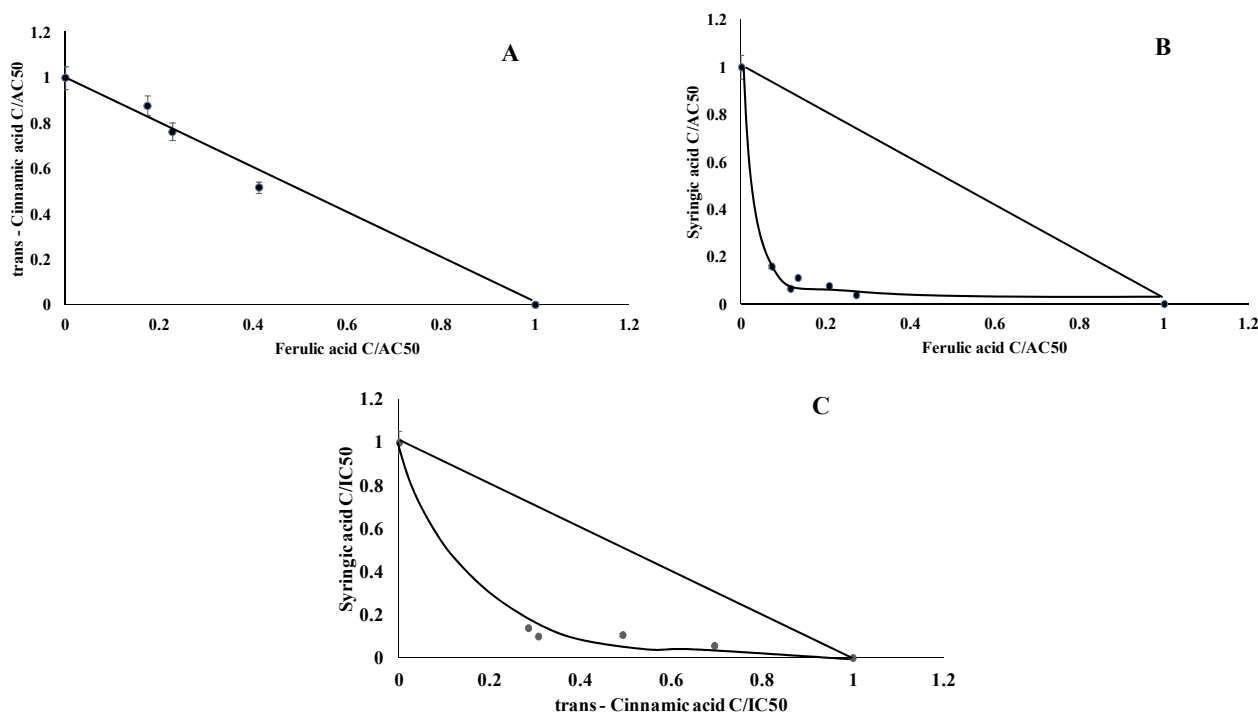 A
trans - Cinnamic acid C/AC50
1.2
1
0.8
0.6
0.4
0.2
0
0 0.2 0.4 0.6 0.8 1 1.2
Ferulic acid C/AC50
B
Syringic acid C/AC50
1.2
1
0.8
0.6
0.4
0.2
0
0 0.2 0.4 0.6 0.8 1 1.2
Ferulic acid C/AC50
C
Syringic acid C/IC50
1.2
1
0.8
0.6
0.4
0.2
0
0 0.2 0.4 0.6 0.8 1 1.2
trans - Cinnamic acid C/IC50